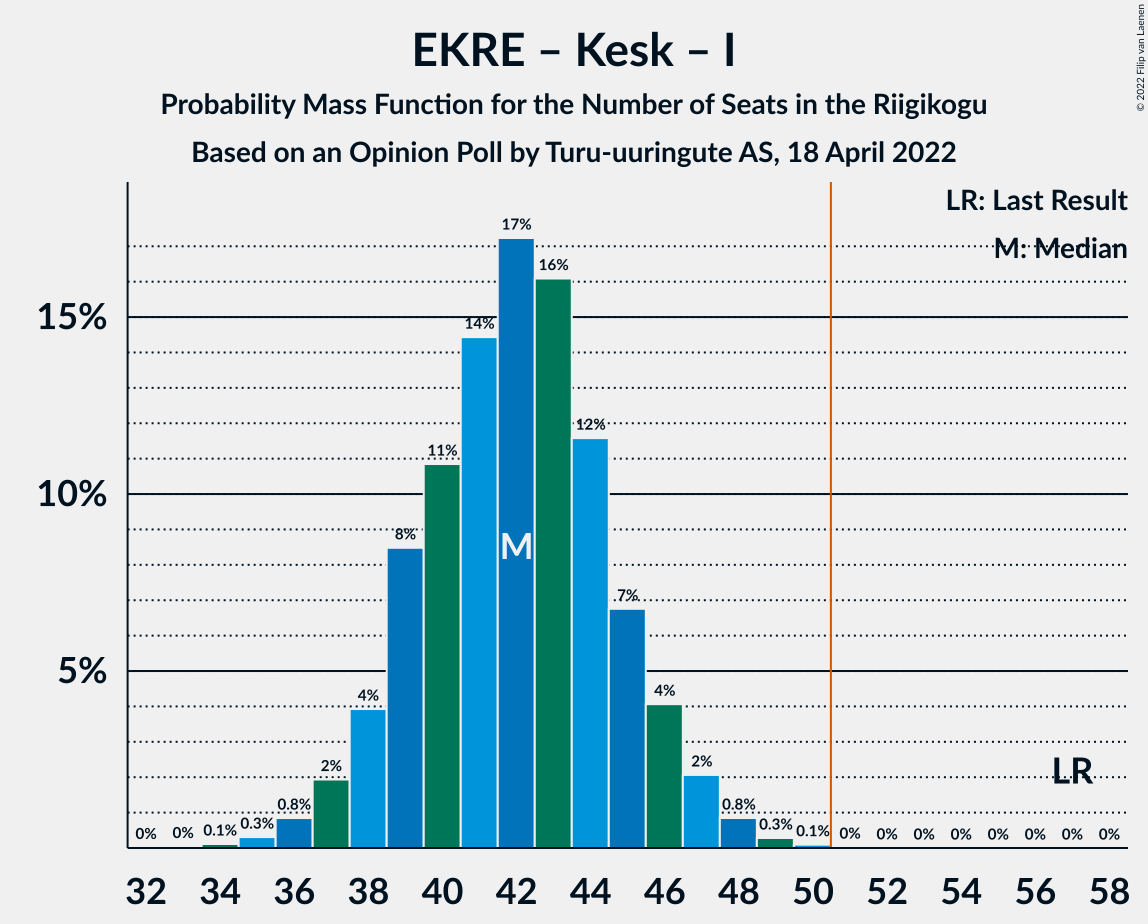 EKRE – Kesk – I
Probability Mass Function for the Number of Seats in the Riigikogu
Based on an Opinion Poll by Turu-uuringute AS, 18 April 2022
© 2022 Filip van Laenen
LR: Last Result
M: Median
15%
10%
5%
0% 0% 0.1% 0.3% 0.8% 2% 4% 8% 11% 14% 17% 16% 12% 7% 4% 2% 0.8% 0.3% 0.1% 0% 0% 0% 0% 0% 0% 0% 0%
M
LR
32 34 36 38 40 42 44 46 48 50 52 54 56 58